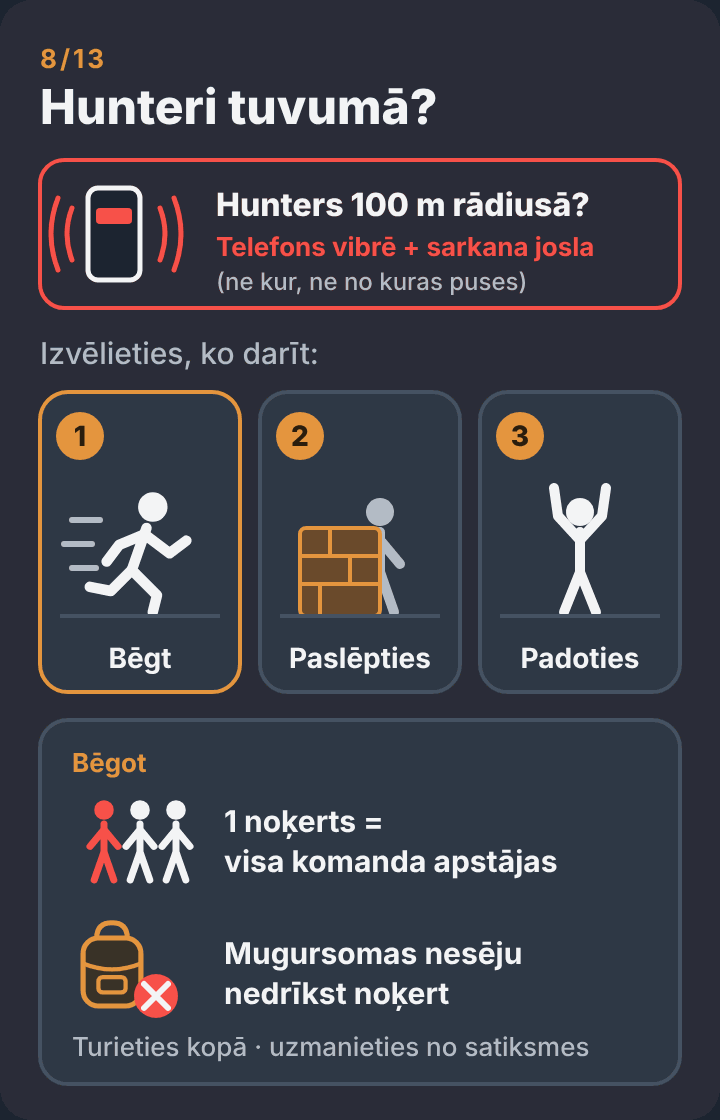 8/13
Hunteri tuvumā?
Hunters 100 m rādiusā?
Telefons vibrē + sarkana josla
(ne kur, ne no kuras puses)
Izvēlieties, ko darīt:
1
2
3
Bēgt
Paslēpties
Padoties
Bēgot
1 noķerts =
visa komanda apstājas
Mugursomas nesēju
nedrīkst noķert
Turieties kopā · uzmanieties no satiksmes